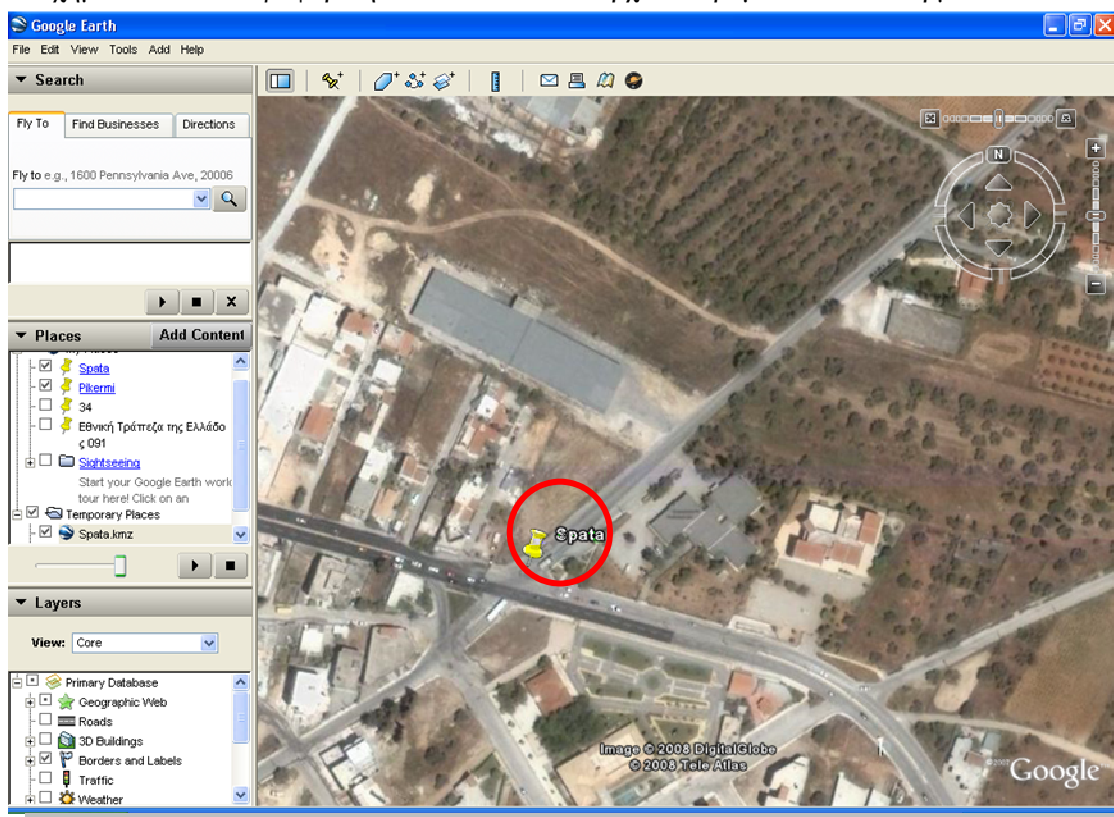 Google Earth
File Edit View Tools Add Help
Search
Fly To Find Businesses Directions
Fly to e.g., 1600 Pennsylvania Ave, 20006
Places Add Content
Spata
Pikermi
34
Εθνική Τράπεζα της Ελλάδο
ς 091
Sightseeing
Start your Google Earth work
tour here! Click on an
Temporary Places
Spata.kmz
Layers
View: Core
Primary Database
Geographic Web
Roads
3D Buildings
Borders and Labels
Traffic
Weather
N
Spata
Image © 2008 DigitalGlobe
© 2008 Tele Atlas
©2007 Google